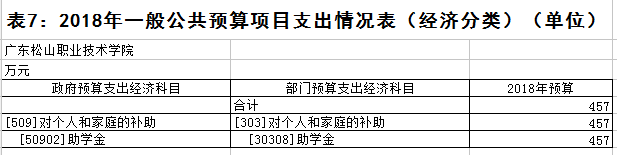 表7：2018年一般公共预算项目支出情况表（经济分类）（单位）
广东松山职业技术学院
万元
政府预算支出经济科目 部门预算支出经济科目 2018年预算
合计 457
[509]对个人和家庭的补助 [303]对个人和家庭的补助 457
[50902]助学金 [30308]助学金 457